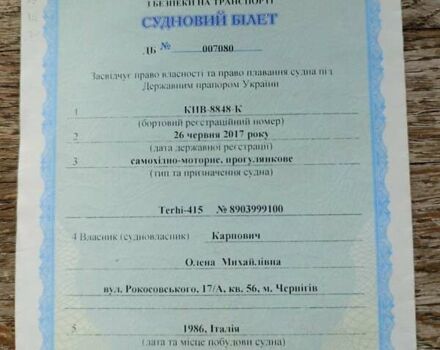 І БЕЗПЕКИ НА ТРАНСПОРТІ
СУДНОВИЙ БІЛЕТ
ДБ № 007080
Засвідчує право власності та право плавання судна під
Державним прапором України
1 КИВ-8848-К
(бортовий реєстраційний номер)
2 26 червня 2017 року
(дата державної реєстрації)
3 самохідно-моторне, прогулянкове
(тип та призначення судна)
Terhi-415 № 8903999100
4 Власник (судновласник) Карпович
Олена Михайлівна
вул. Рокосовського, 17/А, кв. 56, м. Чернігів
5 1986, Італія
(дата та місце побудови судна)